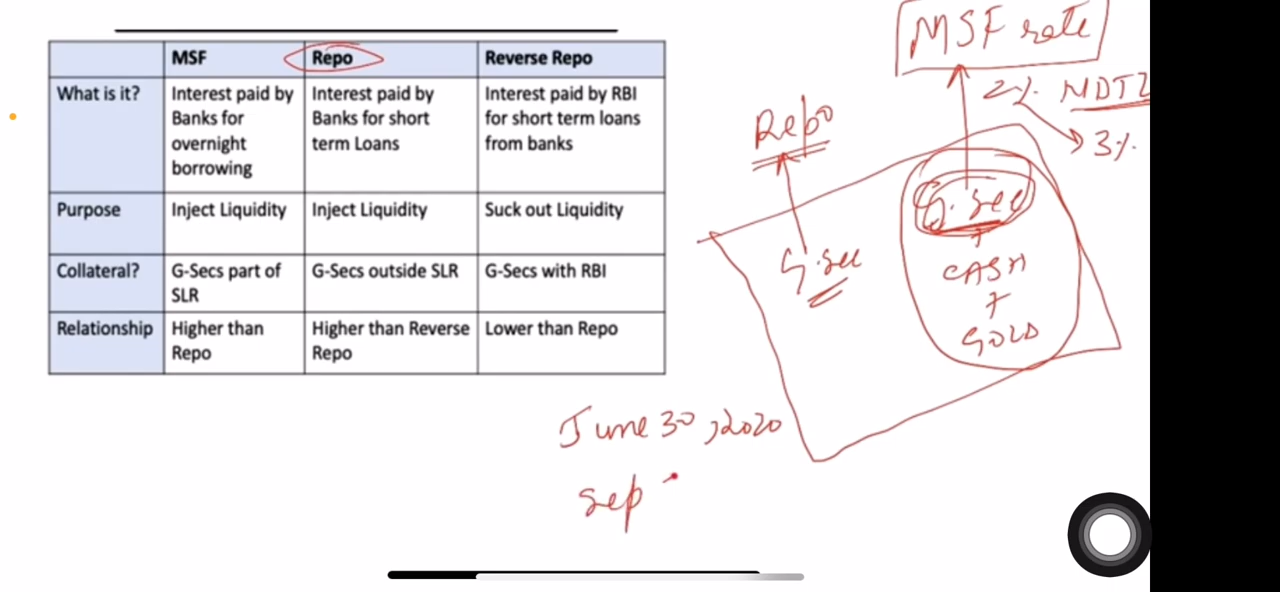 MSF
Repo
Reverse Repo
What is it?
Interest paid by
Banks for
overnight
borrowing
Interest paid by
Banks for short
term Loans
Interest paid by RBI
for short term loans
from banks
Purpose
Inject Liquidity
Inject Liquidity
Suck out Liquidity
Collateral?
G-Secs part of
SLR
G-Secs outside SLR
G-Secs with RBI
Relationship
Higher than
Repo
Higher than Reverse
Repo
Lower than Repo
MSF rate
2%
3%
Repo
G.sec
G.sec
+
CASH
+
GOLD
June 30, 2020
Sep